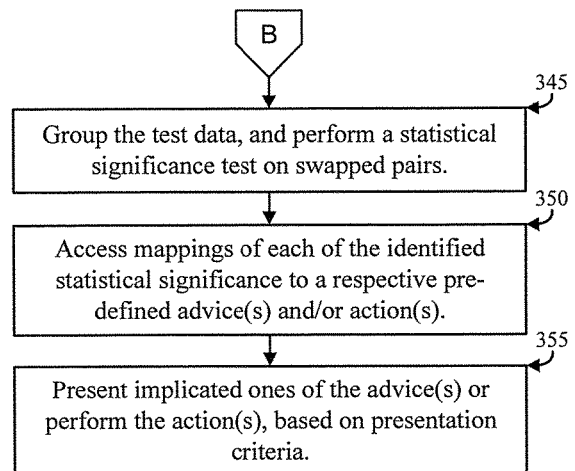 B
345
Group the test data, and perform a statistical
significance test on swapped pairs.
350
Access mappings of each of the identified
statistical significance to a respective pre-
defined advice(s) and/or action(s).
355
Present implicated ones of the advice(s) or
perform the action(s), based on presentation
criteria.